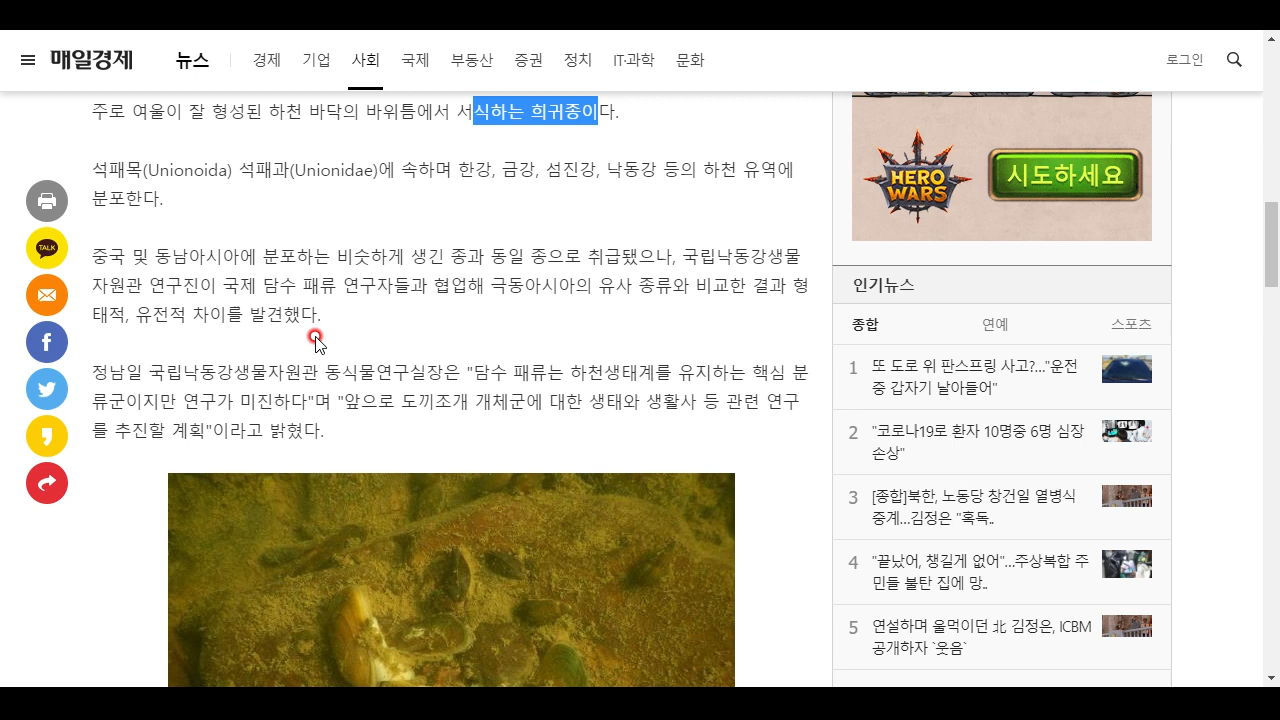 매일경제
뉴스
경제 기업 사회 국제 부동산 증권 정치 IT·과학 문화
로그인
주로 여울이 잘 형성된 하천 바닥의 바위틈에서 서식하는 희귀종이다.
석패목(Unionoida) 석패과(Unionidae)에 속하며 한강, 금강, 섬진강, 낙동강 등의 하천 유역에
분포한다.
중국 및 동남아시아에 분포하는 비슷하게 생긴 종과 동일 종으로 취급됐으나, 국립낙동강생물
자원관 연구진이 국제 담수 패류 연구자들과 협업해 극동아시아의 유사 종류와 비교한 결과 형
태적, 유전적 차이를 발견했다.
정남일 국립낙동강생물자원관 동식물연구실장은 "담수 패류는 하천생태계를 유지하는 핵심 분
류군이지만 연구가 미진하다"며 "앞으로 도끼조개 개체군에 대한 생태와 생활사 등 관련 연구
를 추진할 계획"이라고 밝혔다.
TALK
HERO
WARS
시도하세요
인기뉴스
종합 연예 스포츠
1 또 도로 위 판스프링 사고?…"운전
중 갑자기 날아들어"
2 "코로나19로 환자 10명중 6명 심장
손상"
3 [종합]북한, 노동당 창건일 열병식
중계…김정은 "혹독..
4 "끝났어, 챙길게 없어"…주상복합 주
민들 불탄 집에 망..
5 연설하며 울먹이던 北 김정은, ICBM
공개하자 `웃음`